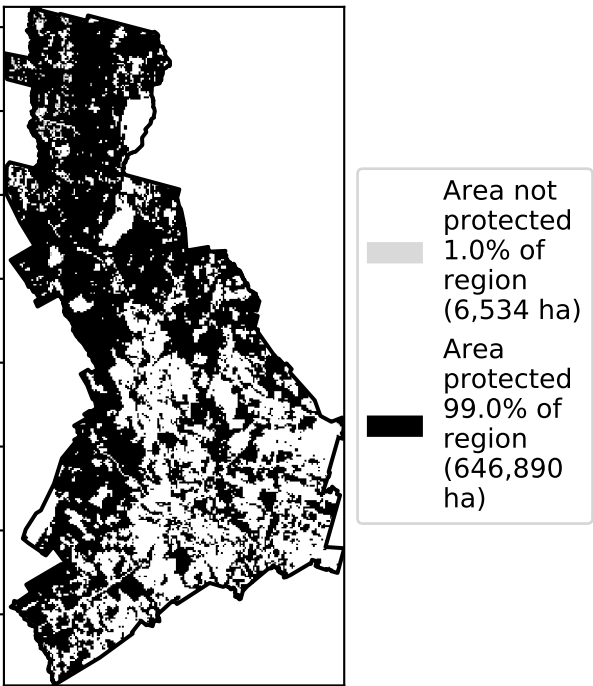 Area not
protected
1.0% of
region
(6,534 ha)
Area
protected
99.0% of
region
(646,890
ha)